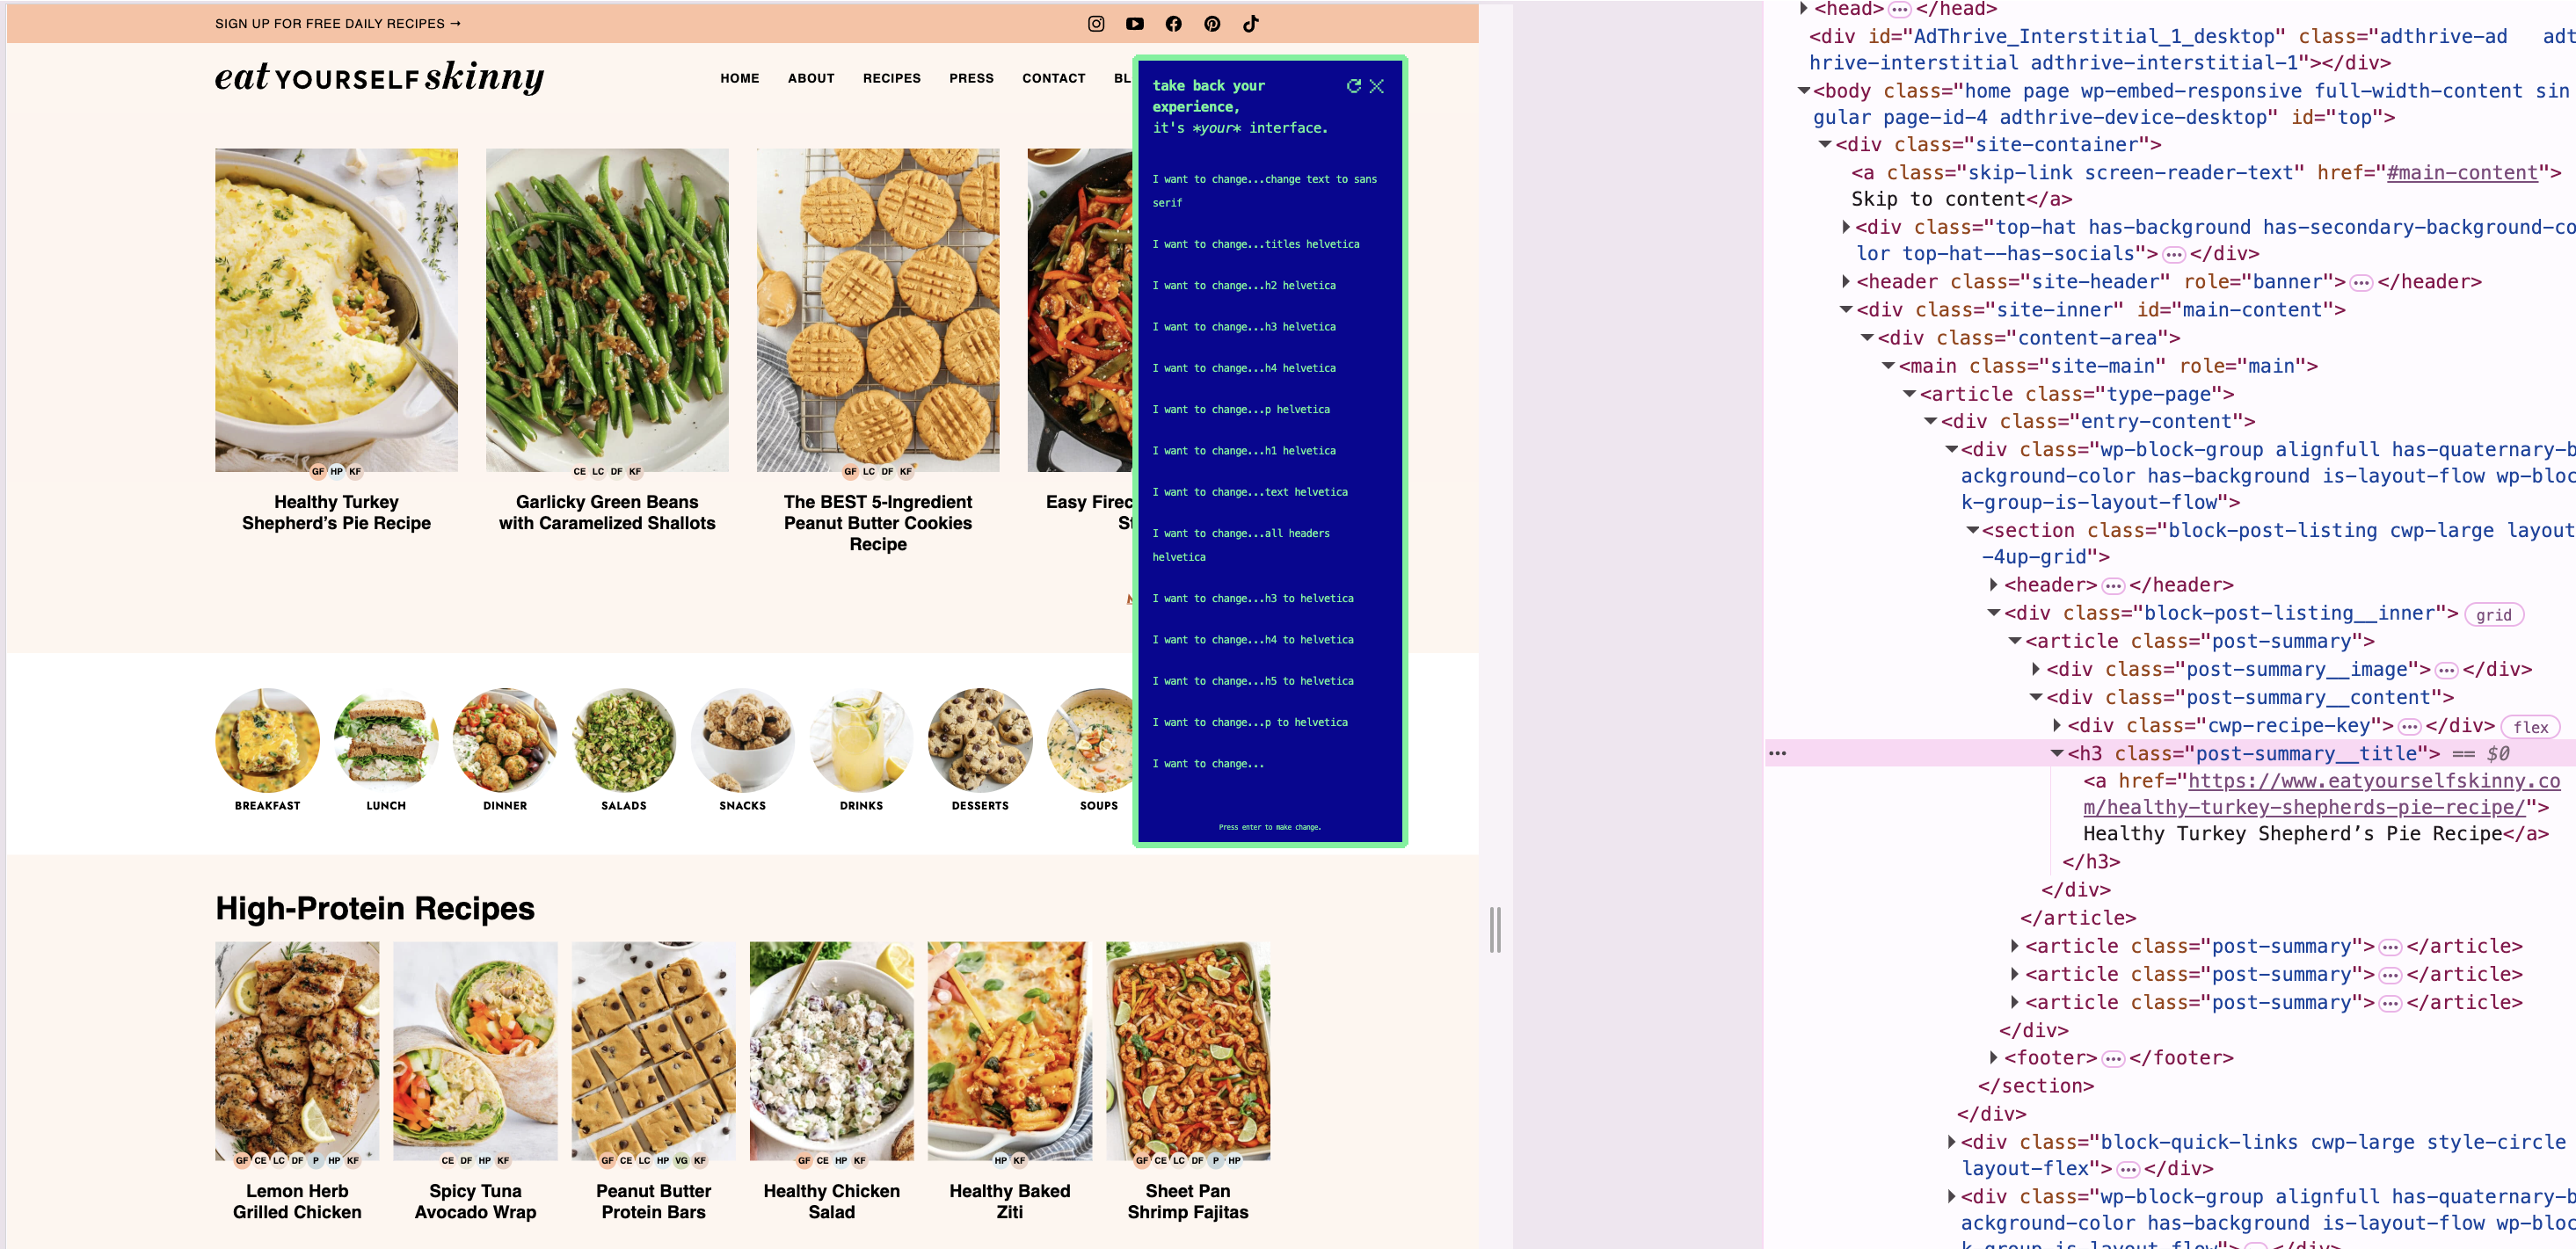 SIGN UP FOR FREE DAILY RECIPES →
eat YOURSELF skinny
HOME ABOUT RECIPES PRESS CONTACT BL
GF HP KF
Healthy Turkey
Shepherd's Pie Recipe
CE LC DF KF
Garlicky Green Beans
with Caramelized Shallots
GF LC DF KF
The BEST 5-Ingredient
Peanut Butter Cookies
Recipe
Easy Firec
St
take back your
experience,
it's *your* interface.
I want to change...change text to sans
serif
I want to change...titles helvetica
I want to change...h2 helvetica
I want to change...h3 helvetica
I want to change...h4 helvetica
I want to change...p helvetica
I want to change...h1 helvetica
I want to change...text helvetica
I want to change...all headers
helvetica
I want to change...h3 to helvetica
I want to change...h4 to helvetica
I want to change...h5 to helvetica
I want to change...p to helvetica
I want to change...
Press enter to make change.
BREAKFAST LUNCH DINNER SALADS SNACKS DRINKS DESSERTS SOUPS
High-Protein Recipes
GF CE LC DF P HP KF
Lemon Herb
Grilled Chicken
CE DF HP KF
Spicy Tuna
Avocado Wrap
GF CE LC HP VG KF
Peanut Butter
Protein Bars
GF CE HP KF
Healthy Chicken
Salad
HP KF
Healthy Baked
Ziti
GF CE LC DF P HP
Sheet Pan
Shrimp Fajitas
<head> ... </head>
<div id="AdThrive_Interstitial_1_desktop" class="adthrive-ad adt
hrive-interstitial adthrive-interstitial-1"></div>
<body class="home page wp-embed-responsive full-width-content sin
gular page-id-4 adthrive-device-desktop" id="top">
<div class="site-container">
<a class="skip-link screen-reader-text" href="#main-content">
Skip to content</a>
<div class="top-hat has-background has-secondary-background-co
lor top-hat--has-socials"> ... </div>
<header class="site-header" role="banner"> ... </header>
<div class="site-inner" id="main-content">
<div class="content-area">
<main class="site-main" role="main">
<article class="type-page">
<div class="entry-content">
<div class="wp-block-group alignfull has-quaternary-b
ackground-color has-background is-layout-flow wp-bloc
k-group-is-layout-flow">
<section class="block-post-listing cwp-large layout
-4up-grid">
<header> ... </header>
<div class="block-post-listing__inner"> grid
<article class="post-summary">
<div class="post-summary__image"> ... </div>
<div class="post-summary__content">
<div class="cwp-recipe-key"> ... </div> flex
... <h3 class="post-summary__title"> == $0
<a href="https://www.eatyourselfskinny.co
m/healthy-turkey-shepherds-pie-recipe/">
Healthy Turkey Shepherd's Pie Recipe</a>
</h3>
</div>
</article>
<article class="post-summary"> ... </article>
<article class="post-summary"> ... </article>
<article class="post-summary"> ... </article>
</div>
<footer> ... </footer>
</section>
</div>
<div class="block-quick-links cwp-large style-circle
layout-flex"> ... </div>
<div class="wp-block-group alignfull has-quaternary-b
ackground-color has-background is-layout-flow wp-bloc
k-group-is-layout-flow"> ... </div>